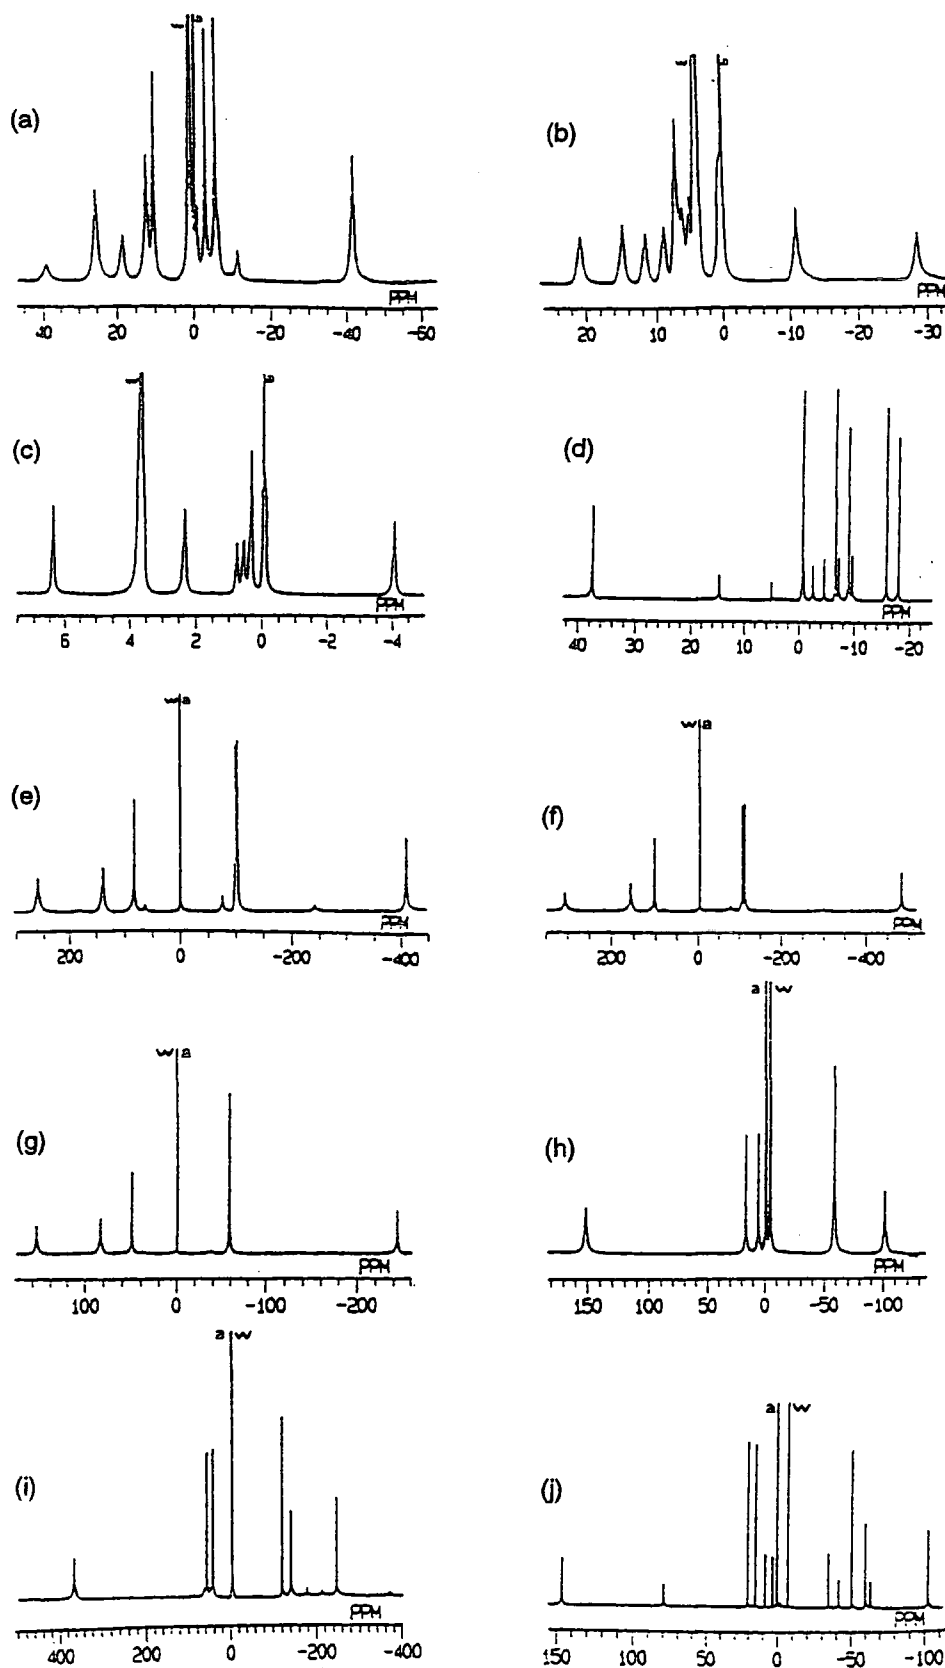 (a)
PPM
40 20 0 -20 -40 -60
(b)
w
PPM
20 10 0 -10 -20 -30
(c)
PPM
6 4 2 0 -2 -4
(d)
PPM
40 30 20 10 0 -10 -20
(e)
w a
PPM
200 0 -200 -400
(f)
w a
PPM
200 0 -200 -400
(g)
w a
PPM
100 0 -100 -200
(h)
a w
PPM
150 100 50 0 -50 -100
(i)
a w
PPM
400 200 0 -200 -400
(j)
a w
PPM
150 100 50 0 -50 -100